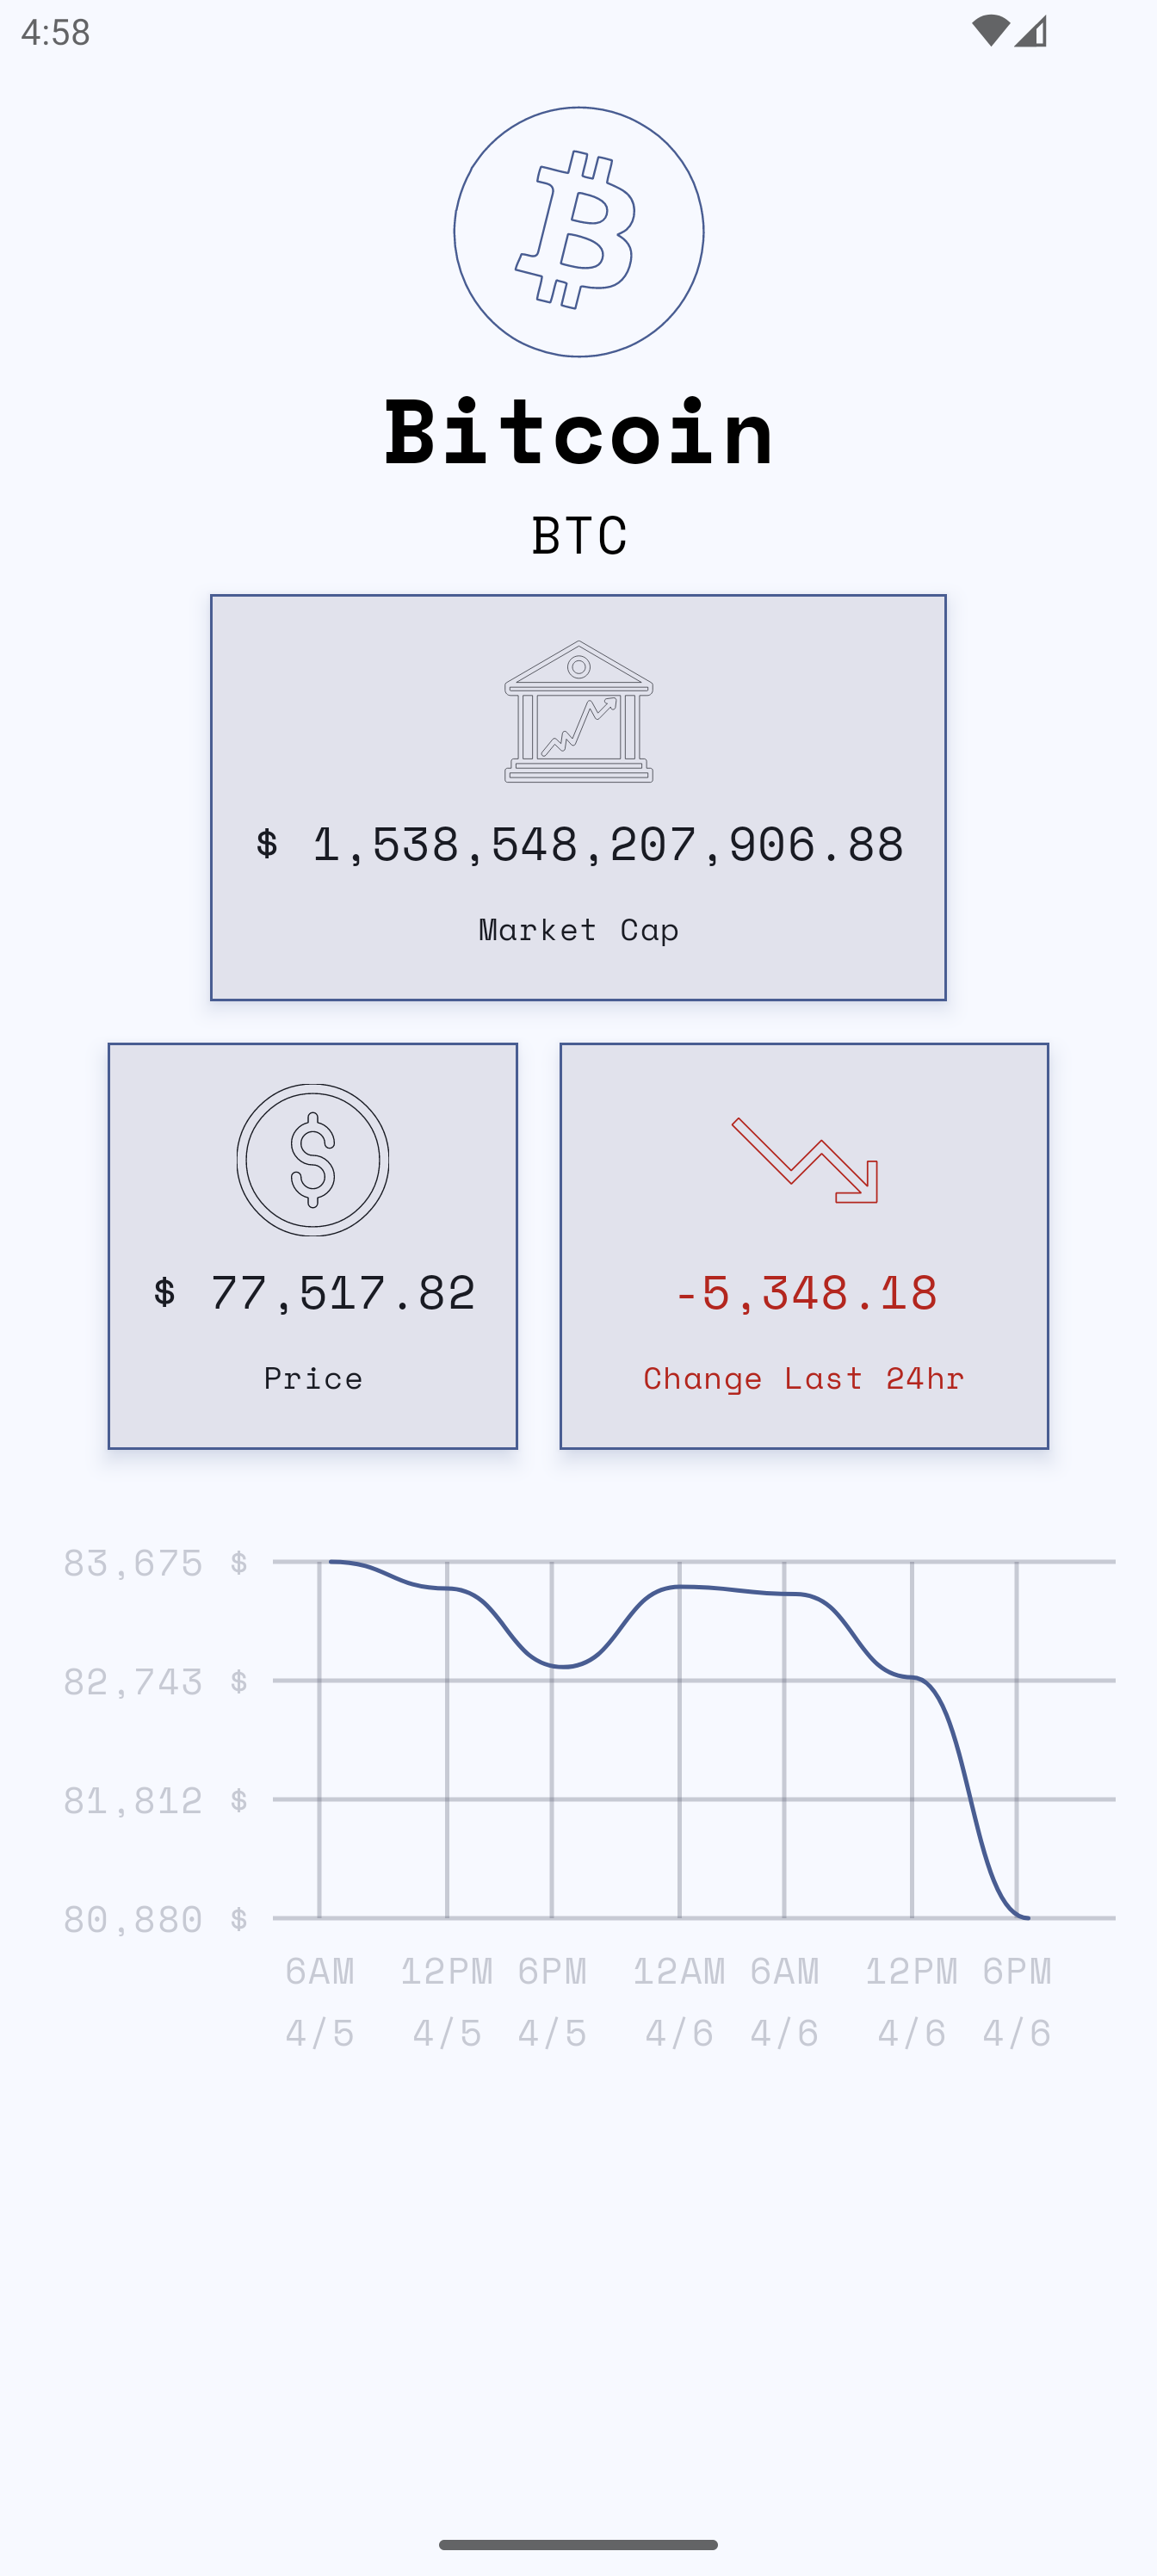 4:58
Bitcoin
BTC
$ 1,538,548,207,906.88
Market Cap
$ 77,517.82
Price
-5,348.18
Change Last 24hr
83,675 $
82,743 $
81,812 $
80,880 $
6AM 12PM 6PM 12AM 6AM 12PM 6PM
4/5 4/5 4/5 4/6 4/6 4/6 4/6